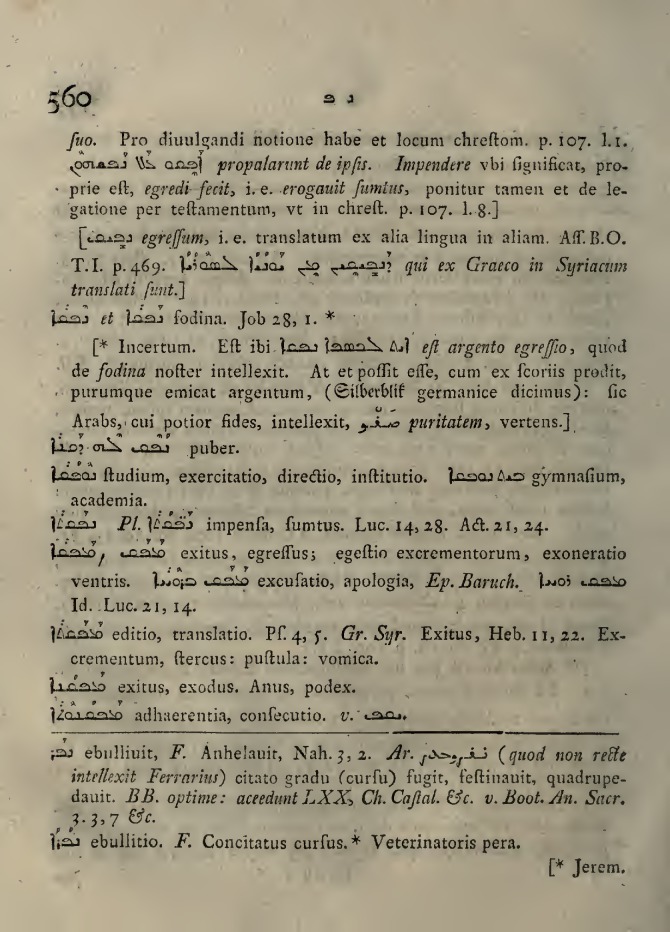 560 ܢ ܦ
ſuo. Pro diuulgandi notione habe et locum chreſtom. p. 107. l. 1.
propalarunt de ipſis. Impendere vbi ſignificat, pro-
prie eſt, egredi fecit, i. e. erogauit ſumtus, ponitur tamen et de le-
gatione per teſtamentum, vt in chreſt. p. 107. l. 8.]
[ egreſſum, i. e. translatum ex alia lingua in aliam. Aſſ. B. O.
T. I. p. 469. qui ex Graeco in Syriacum
translati ſunt.]
et fodina. Job 28, 1. *
[* Incertum. Eſt ibi eſt argento egreſſio, quod
de fodina noſter intellexit. At et poſſit eſſe, cum ex ſcoriis prodit,
purumque emicat argentum, (Silberblik germanice dicimus): ſic
Arabs, cui potior fides, intellexit, puritatem, vertens.]
puber.
ſtudium, exercitatio, directio, inſtitutio. gymnaſium,
academia.
Pl. impenſa, ſumtus. Luc. 14, 28. Act. 21, 24.
exitus, egreſſus; egeſtio excrementorum, exoneratio
ventris. excuſatio, apologia, Ep. Baruch.
Id. Luc. 21, 14.
editio, translatio. Pſ. 4, 5. Gr. Syr. Exitus, Heb. 11, 22. Ex-
crementum, ſtercus: puſtula: vomica.
exitus, exodus. Anus, podex.
adhaerentia, conſecutio. v.
ebulliuit, F. Anhelauit, Nah. 3, 2. Ar. (quod non recte
intellexit Ferrarius) citato gradu (curſu) fugit, feſtinauit, quadrupe-
dauit. BB. optime: aceedunt LXX, Ch. Caſtal. &c. v. Boot. An. Sacr.
3. 3, 7 &c.
ebullitio. F. Concitatus curſus. * Veterinatoris pera.
[* Jerem.